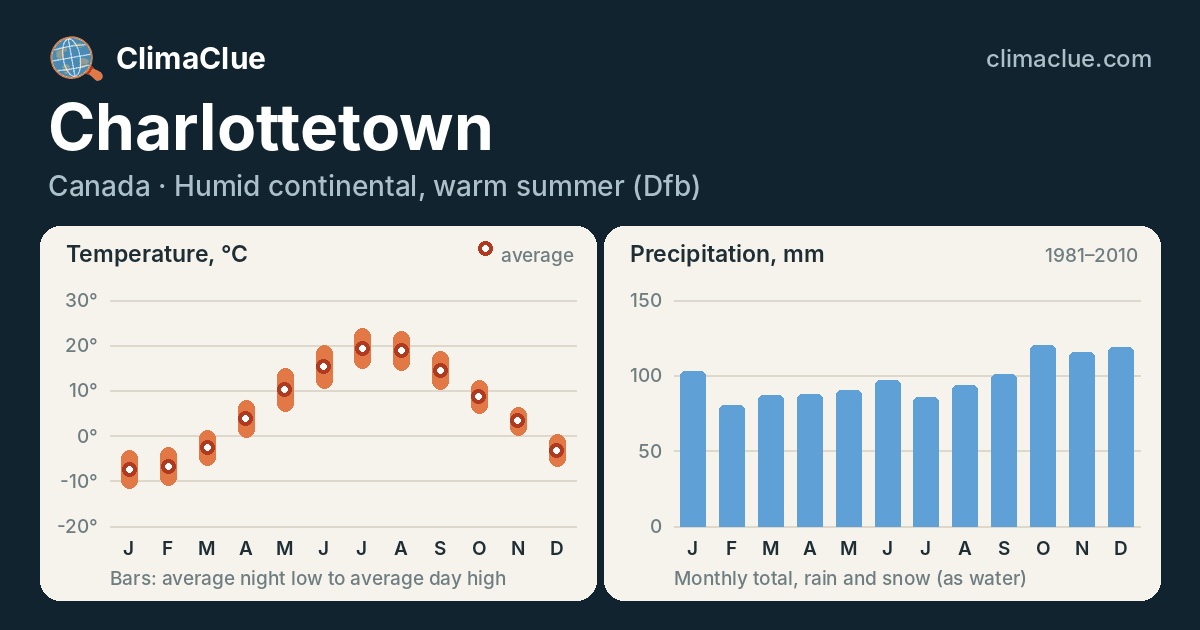 ClimaClue
climaclue.com
Charlottetown
Canada · Humid continental, warm summer (Dfb)
Temperature, °C
average
30°
20°
10°
0°
-10°
-20°
J F M A M J J A S O N D
Bars: average night low to average day high
Precipitation, mm
1981–2010
150
100
50
0
J F M A M J J A S O N D
Monthly total, rain and snow (as water)